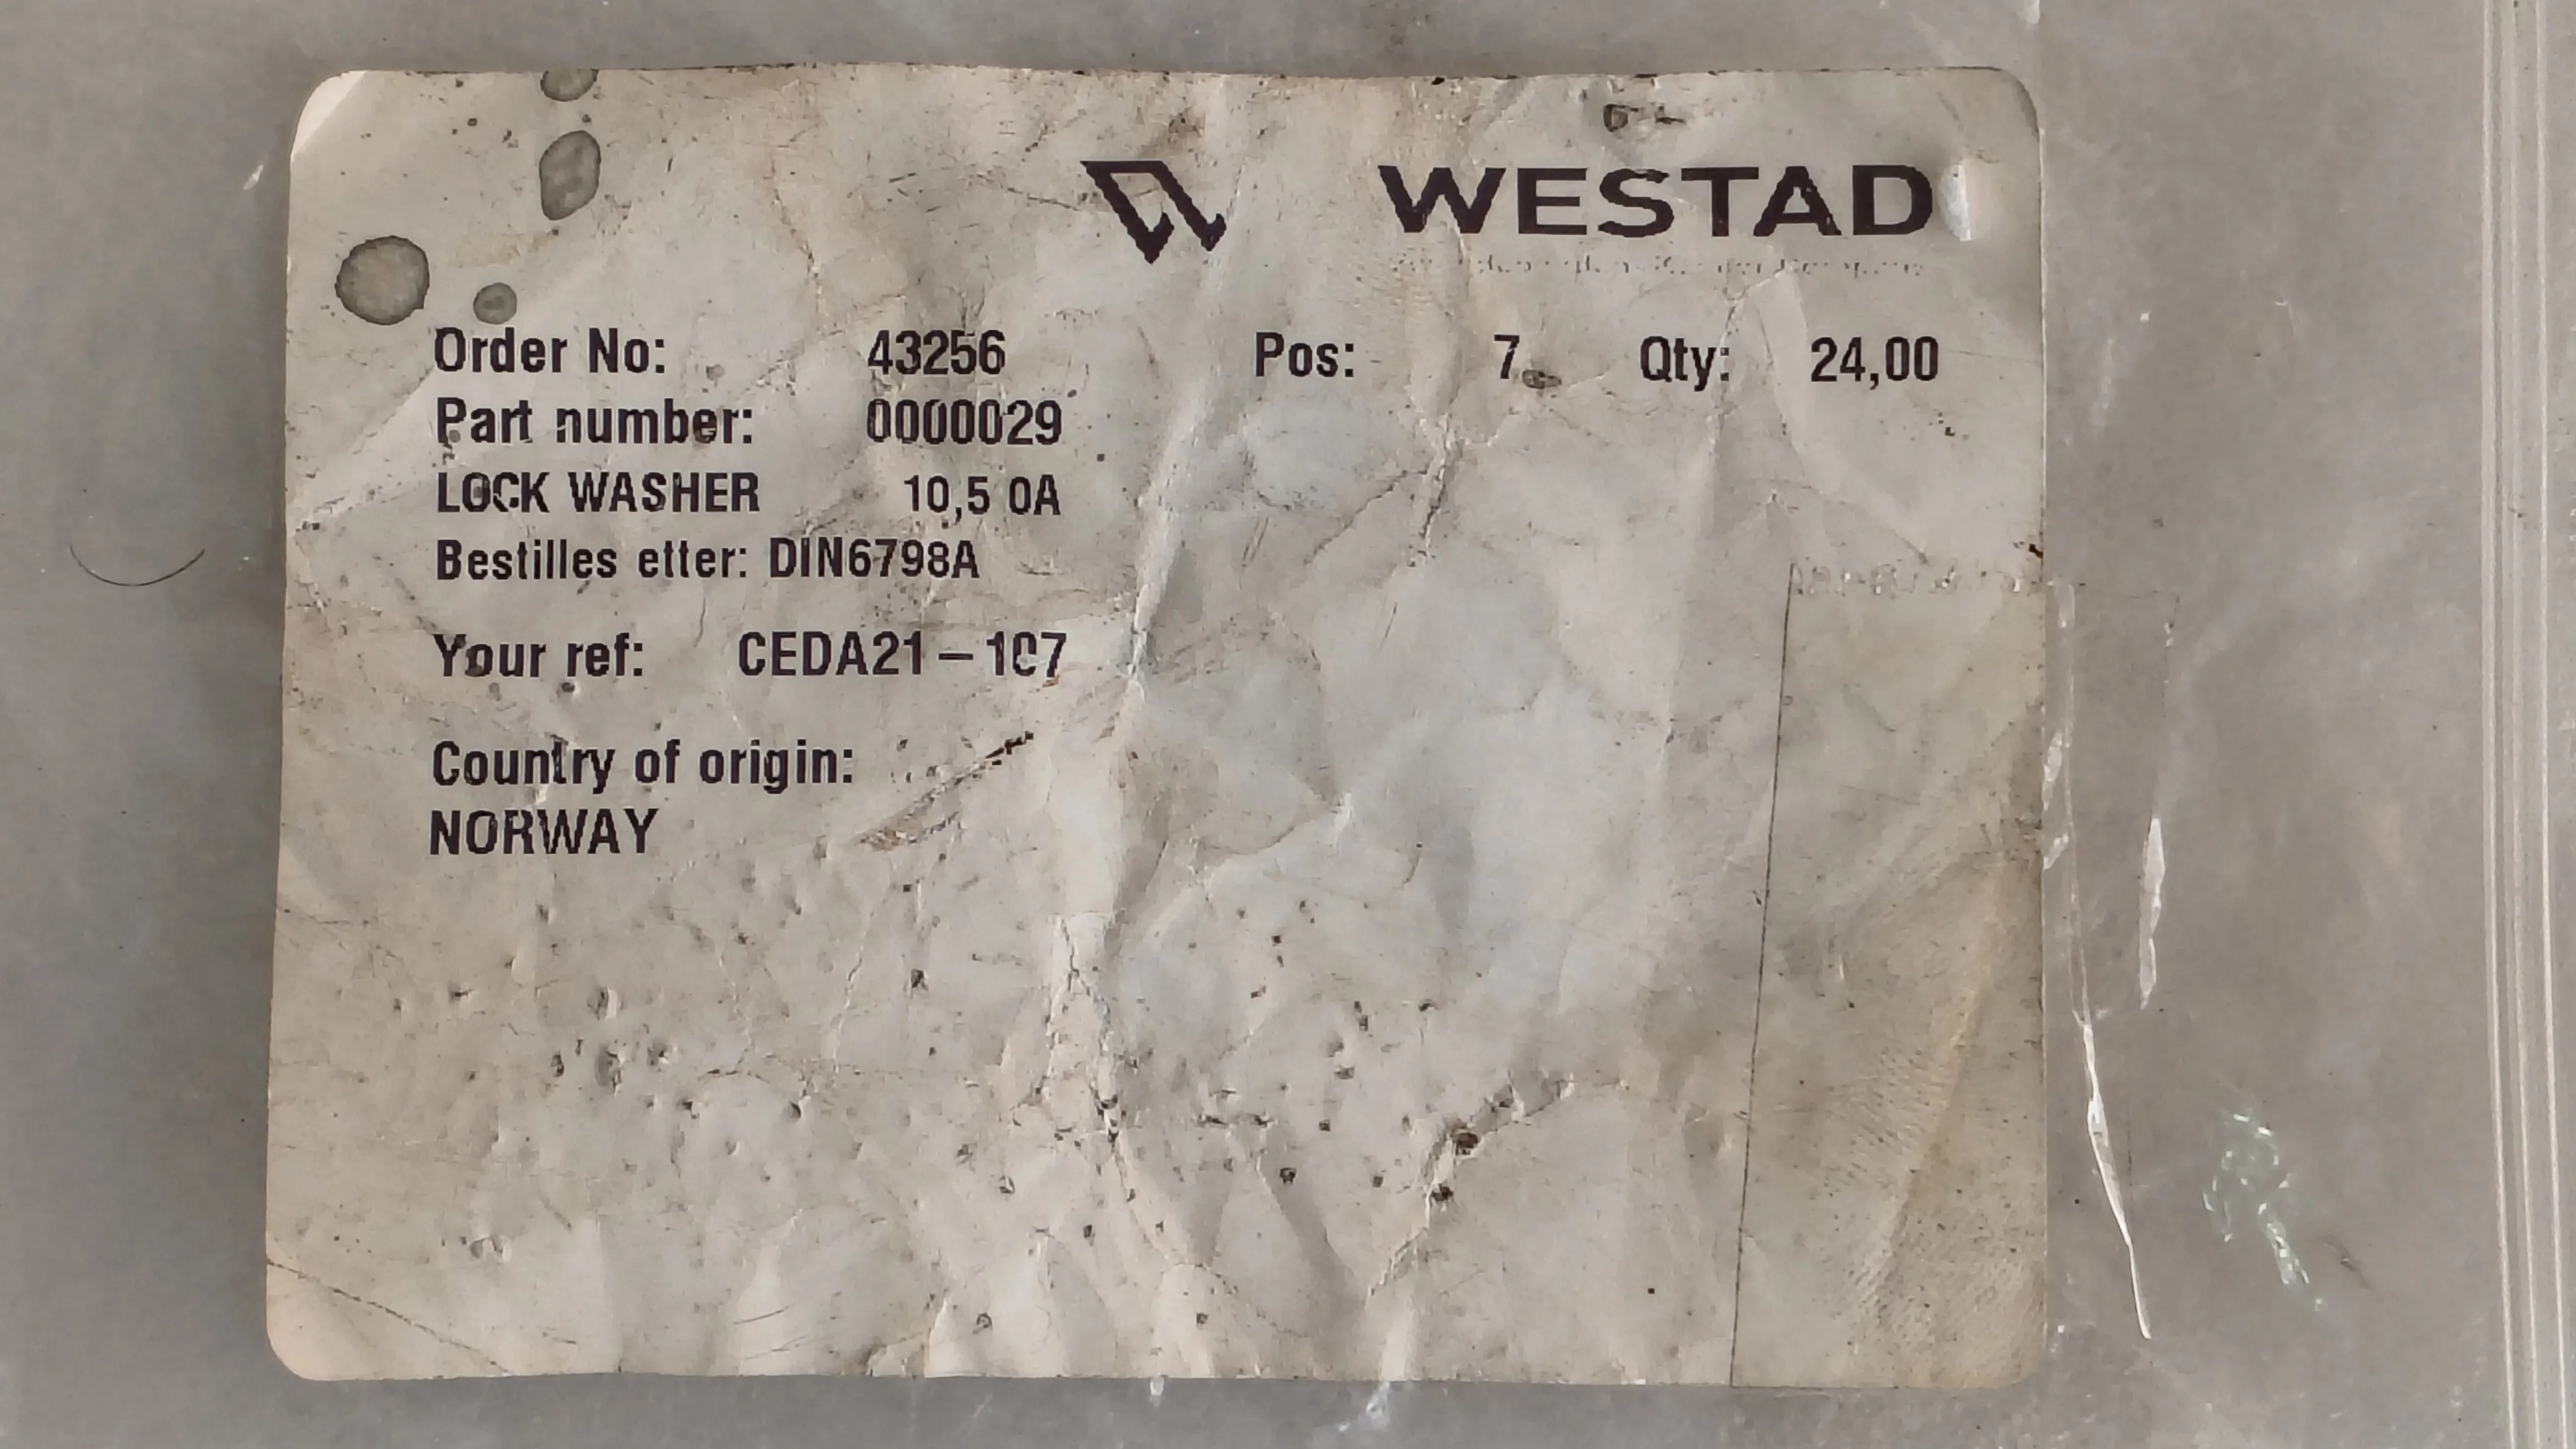 WESTAD
Order No: 43256 Pos: 7 Qty: 24,00
Part number: 0000029
LOCK WASHER 10,5 0A
Bestilles etter: DIN6798A
Your ref: CEDA21-107
Country of origin:
NORWAY